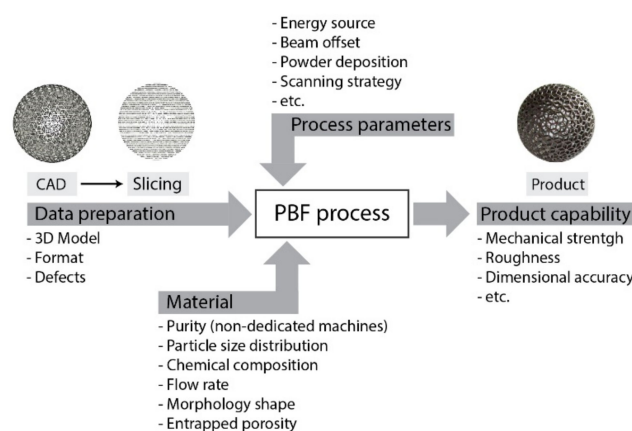 - Energy source
- Beam offset
- Powder deposition
- Scanning strategy
- etc.
Process parameters
CAD
Slicing
Data preparation
- 3D Model
- Format
- Defects
PBF process
Product
Product capability
- Mechanical strentgh
- Roughness
- Dimensional accuracy
- etc.
Material
- Purity (non-dedicated machines)
- Particle size distribution
- Chemical composition
- Flow rate
- Morphology shape
- Entrapped porosity